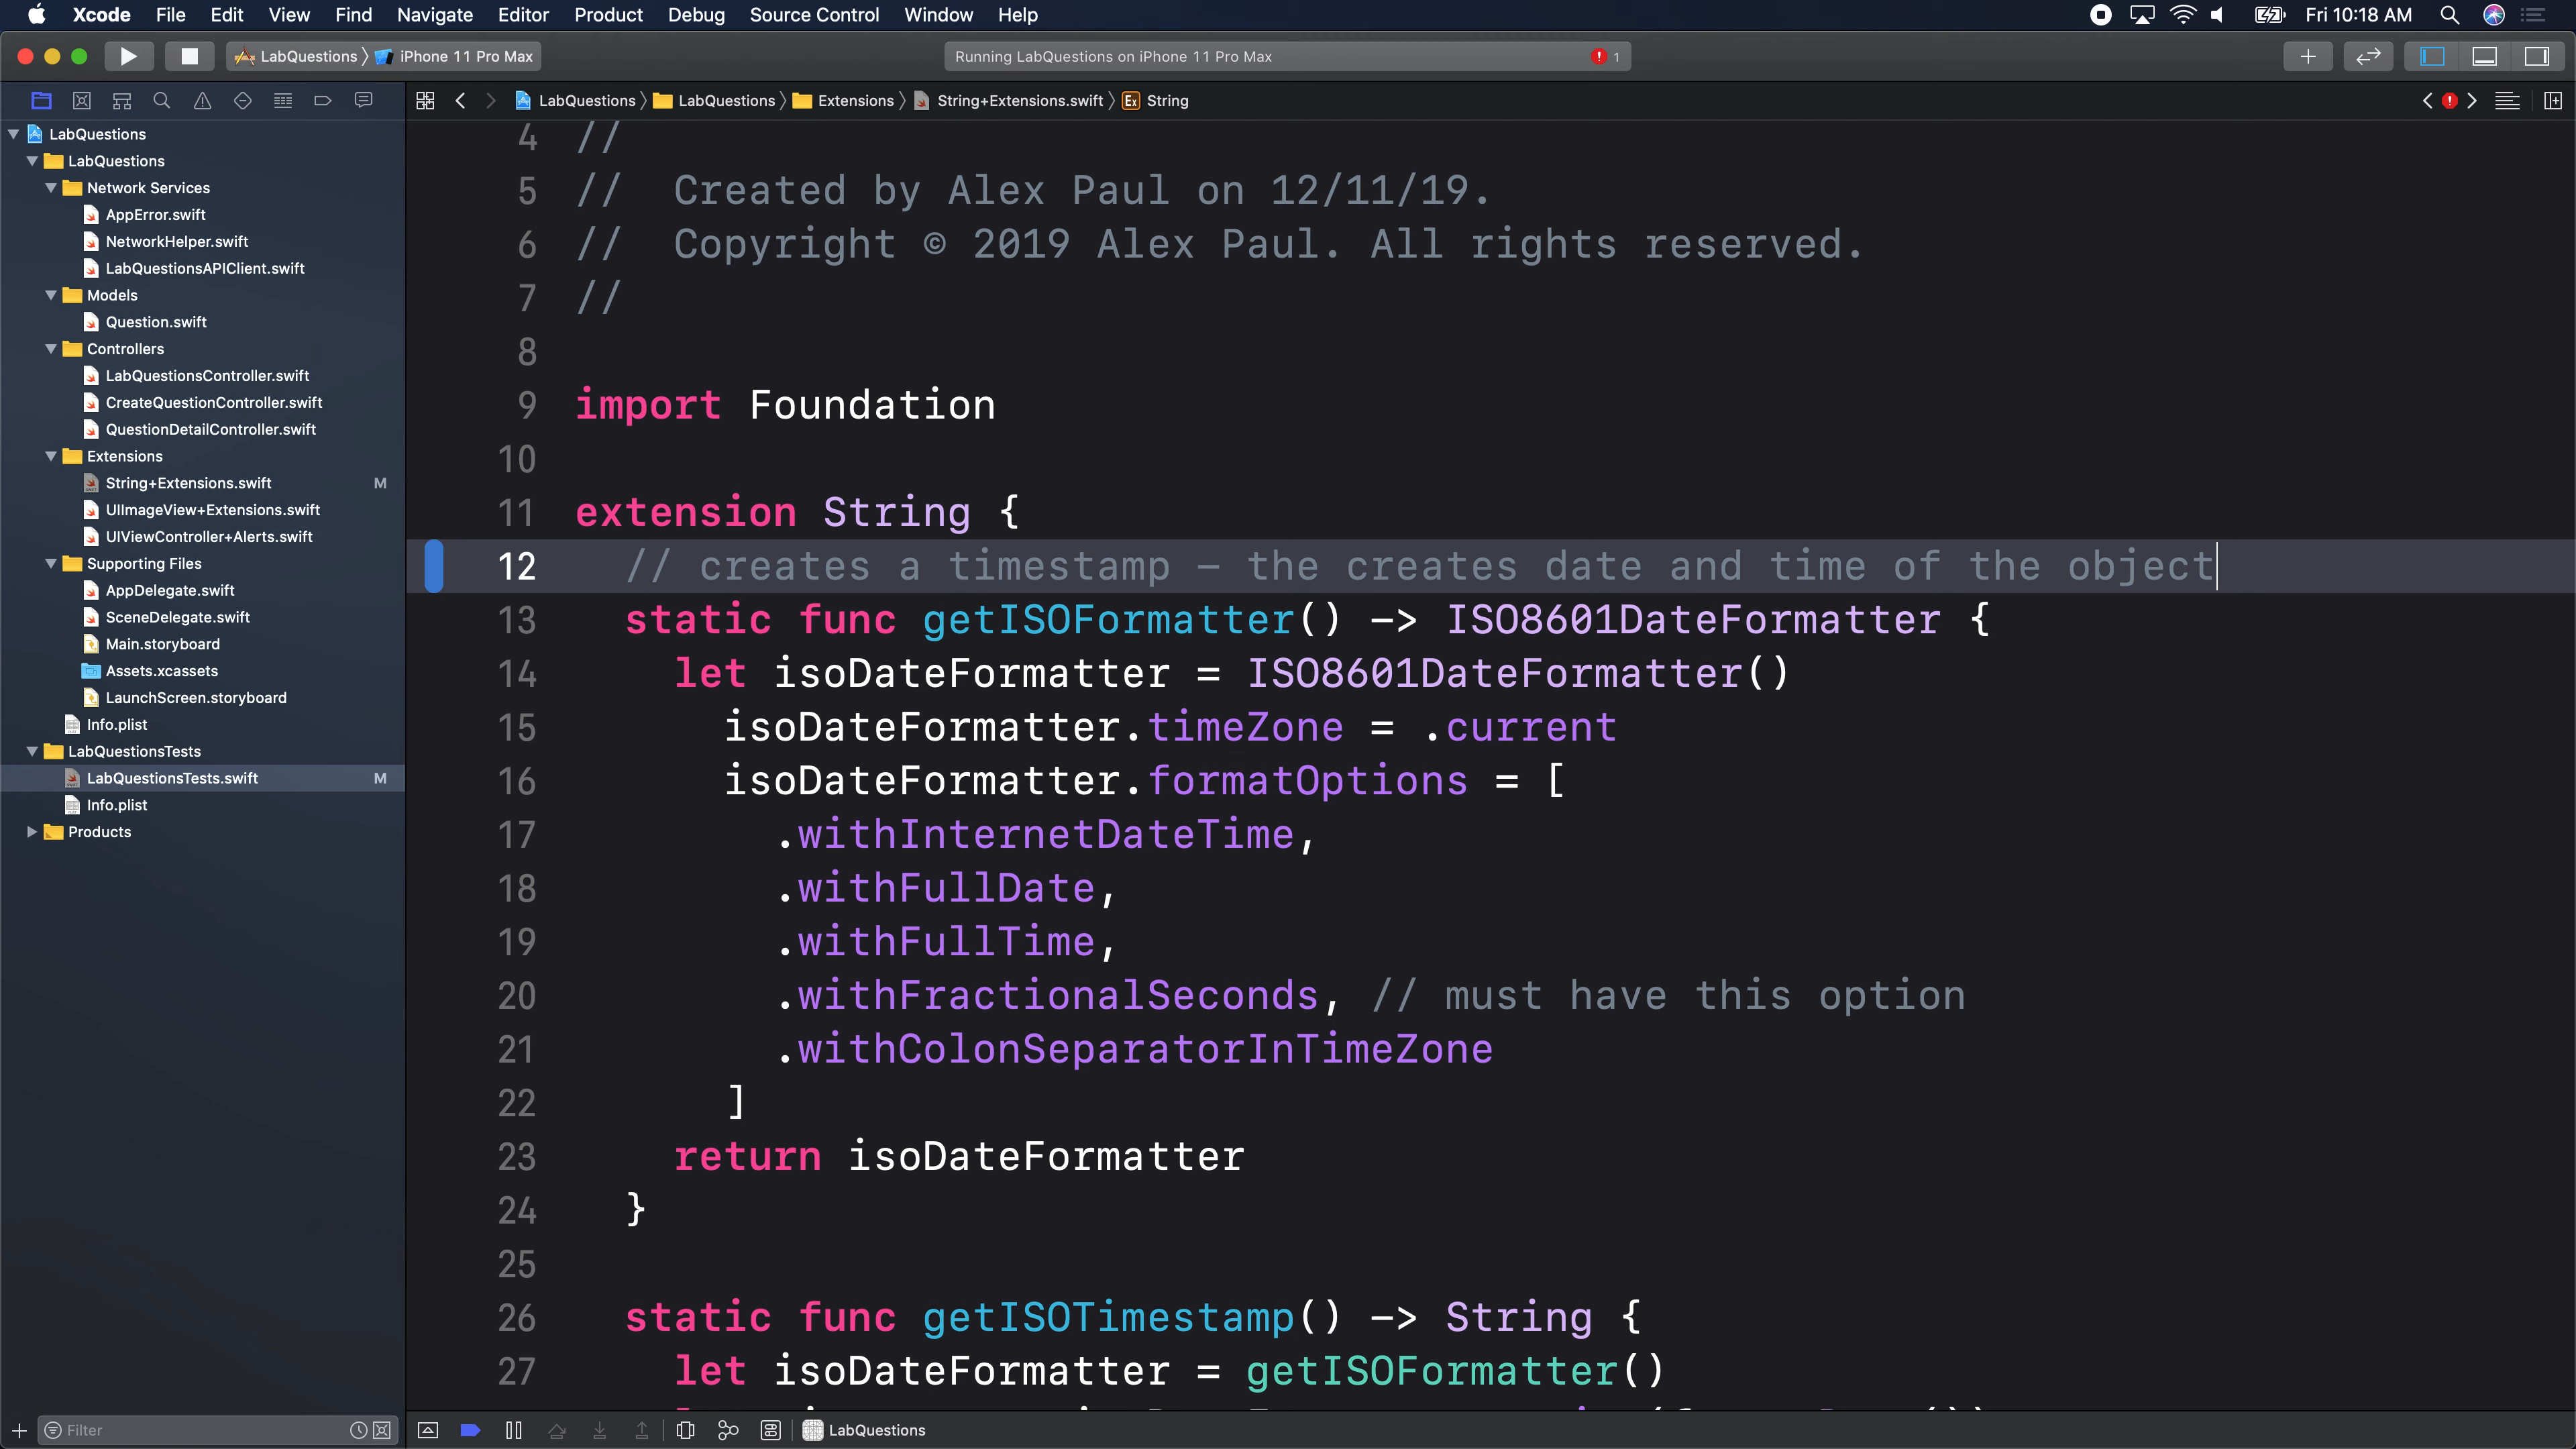 Xcode File Edit View Find Navigate Editor Product Debug Source Control Window Help Fri 10:18 AM
LabQuestions iPhone 11 Pro Max Running LabQuestions on iPhone 11 Pro Max 1
LabQuestions LabQuestions Extensions String+Extensions.swift Ex String
LabQuestions
LabQuestions
Network Services
AppError.swift
NetworkHelper.swift
LabQuestionsAPIClient.swift
Models
Question.swift
Controllers
LabQuestionsController.swift
CreateQuestionController.swift
QuestionDetailController.swift
Extensions
String+Extensions.swift M
UIImageView+Extensions.swift
UIViewController+Alerts.swift
Supporting Files
AppDelegate.swift
SceneDelegate.swift
Main.storyboard
Assets.xcassets
LaunchScreen.storyboard
Info.plist
LabQuestionsTests
LabQuestionsTests.swift M
Info.plist
Products
Filter
4 //
5 //  Created by Alex Paul on 12/11/19.
6 //  Copyright © 2019 Alex Paul. All rights reserved.
7 //
8
9 import Foundation
10
11 extension String {
12 // creates a timestamp – the creates date and time of the object
13 static func getISOFormatter() -> ISO8601DateFormatter {
14 let isoDateFormatter = ISO8601DateFormatter()
15 isoDateFormatter.timeZone = .current
16 isoDateFormatter.formatOptions = [
17 .withInternetDateTime,
18 .withFullDate,
19 .withFullTime,
20 .withFractionalSeconds, // must have this option
21 .withColonSeparatorInTimeZone
22 ]
23 return isoDateFormatter
24 }
25
26 static func getISOTimestamp() -> String {
27 let isoDateFormatter = getISOFormatter()
LabQuestions